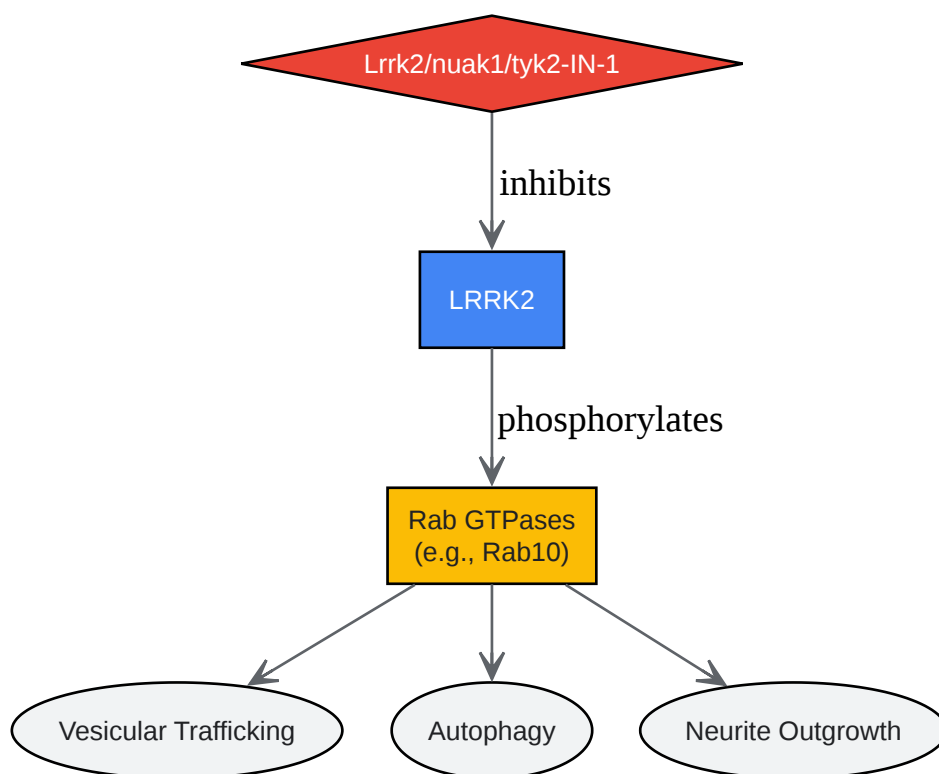 Lrrk2/nuak1/tyk2-IN-1
inhibits
LRRK2
phosphorylates
Rab GTPases
(e.g., Rab10)
Vesicular Trafficking
Autophagy
Neurite Outgrowth